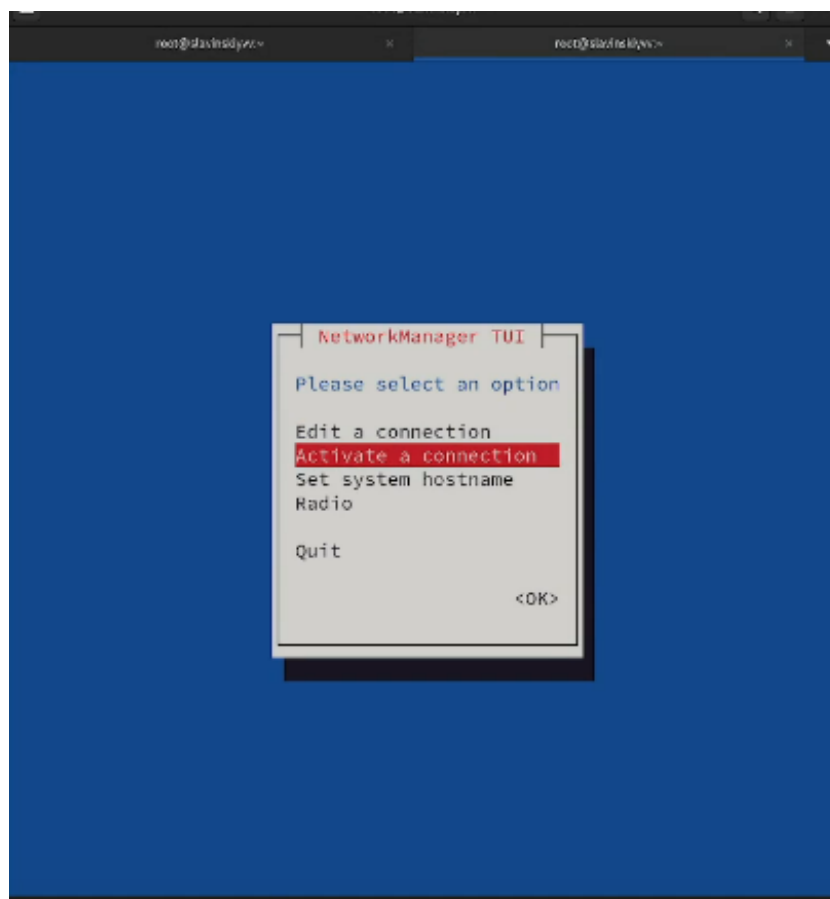 NetworkManager TUI
Please select an option
Edit a connection
Activate a connection
Set system hostname
Radio
Quit
<OK>